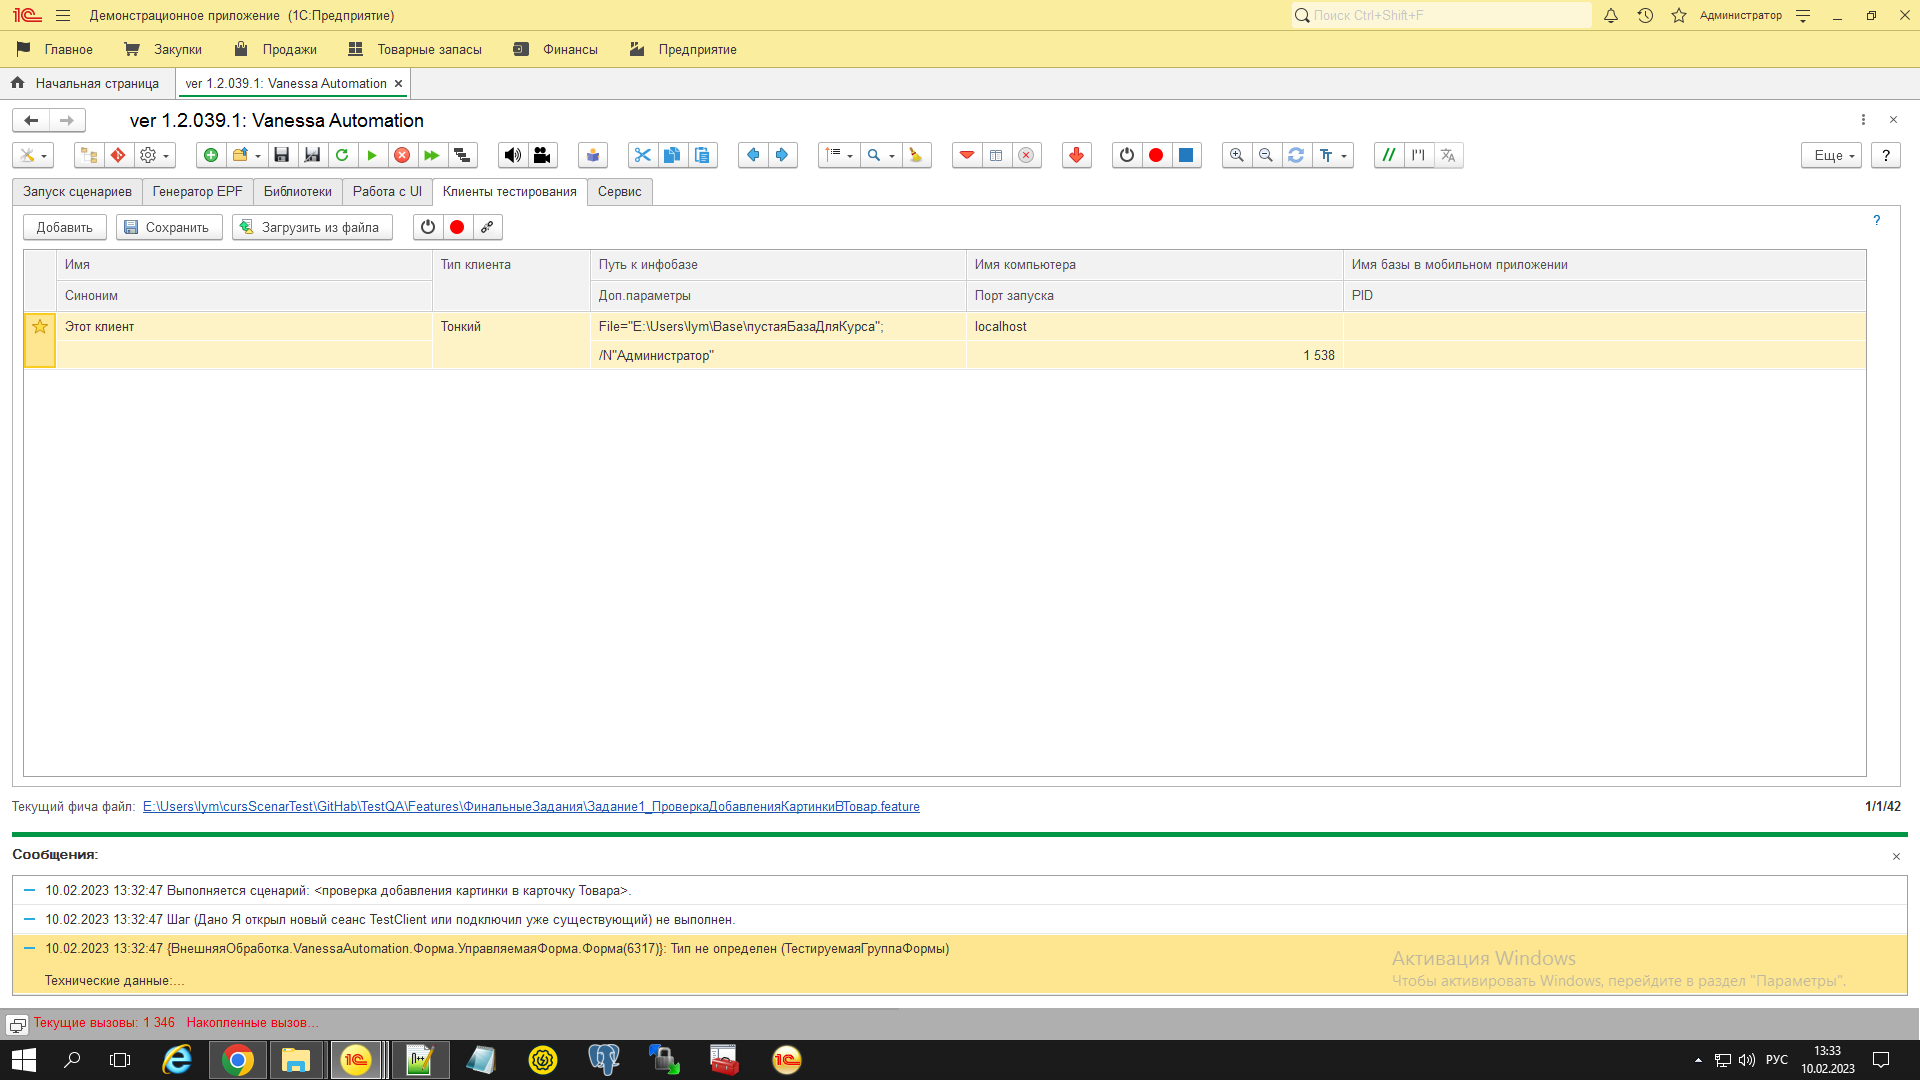 Демонстрационное приложение (1С:Предприятие)
Поиск Ctrl+Shift+F
Администратор
Главное
Закупки
Продажи
Товарные запасы
Финансы
Предприятие
Начальная страница
ver 1.2.039.1: Vanessa Automation
ver 1.2.039.1: Vanessa Automation
Еще
?
Запуск сценариев
Генератор EPF
Библиотеки
Работа с UI
Клиенты тестирования
Сервис
Добавить
Сохранить
Загрузить из файла
?
Имя
Тип клиента
Путь к инфобазе
Имя компьютера
Имя базы в мобильном приложении
Синоним
Доп.параметры
Порт запуска
PID
Этот клиент
Тонкий
File="E:\Users\lym\Base\пустаяБазаДляКурса";
localhost
/N"Администратор"
1 538
Текущий фича файл: E:\Users\lym\cursScenarTest\GitHab\TestQA\Features\ФинальныеЗадания\Задание1_ПроверкаДобавленияКартинкиВТовар.feature
1/1/42
Сообщения:
10.02.2023 13:32:47 Выполняется сценарий: <проверка добавления картинки в карточку Товара>.
10.02.2023 13:32:47 Шаг (Дано Я открыл новый сеанс TestClient или подключил уже существующий) не выполнен.
10.02.2023 13:32:47 {ВнешняяОбработка.VanessaAutomation.Форма.УправляемаяФорма.Форма(6317)}: Тип не определен (ТестируемаяГруппаФормы)
Технические данные:...
Активация Windows
Чтобы активировать Windows, перейдите в раздел "Параметры".
Текущие вызовы: 1 346 Накопленные вызов...
РУС
13:33
10.02.2023